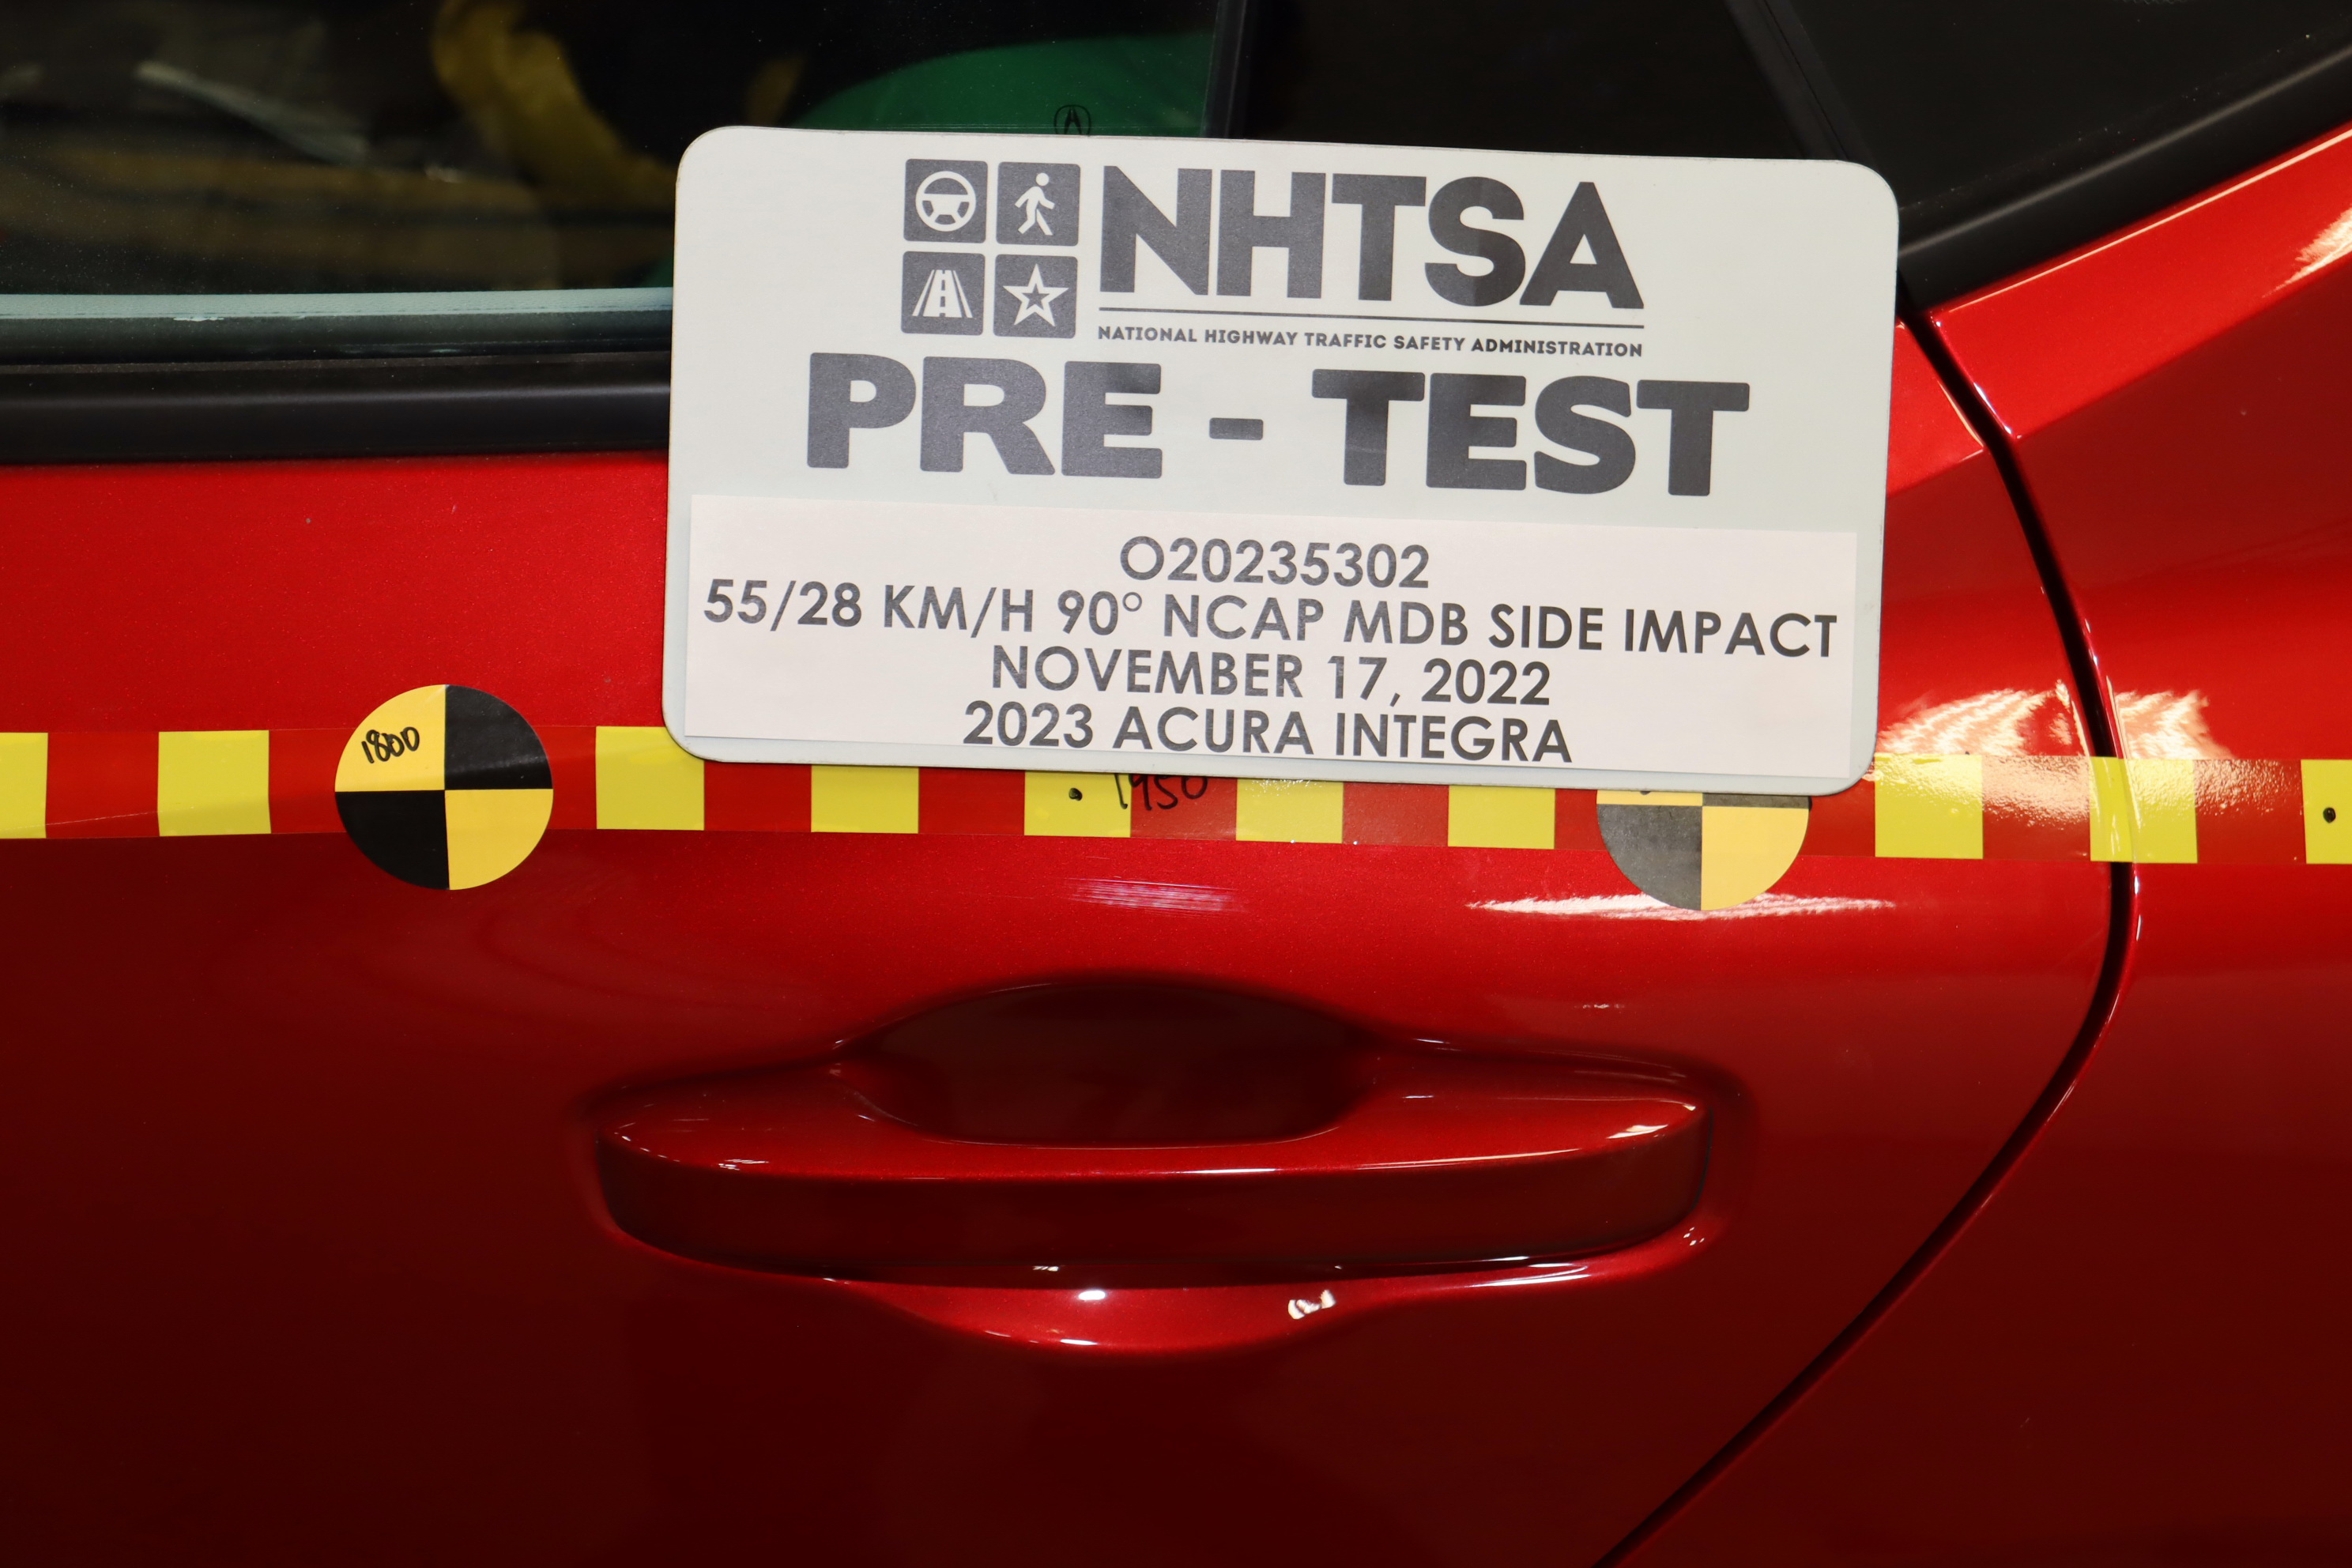 NHTSA
NATIONAL HIGHWAY TRAFFIC SAFETY ADMINISTRATION
PRE - TEST
O20235302
55/28 KM/H 90° NCAP MDB SIDE IMPACT
NOVEMBER 17, 2022
2023 ACURA INTEGRA
1800
1950